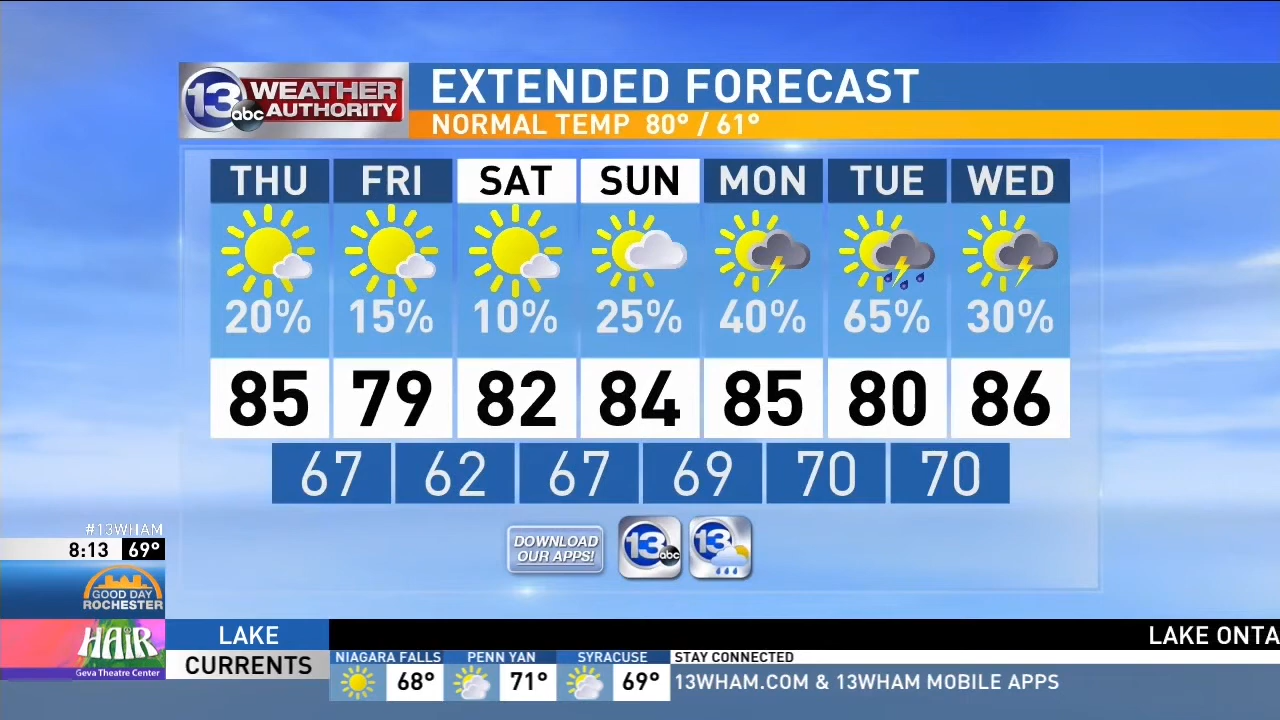 13 abc WEATHER AUTHORITY
EXTENDED FORECAST
NORMAL TEMP 80° / 61°
THU FRI SAT SUN MON TUE WED
20% 15% 10% 25% 40% 65% 30%
85 79 82 84 85 80 86
67 62 67 69 70 70
DOWNLOAD
OUR APPS!
13 abc
13
#13WHAM
8:13 69°
GOOD DAY
ROCHESTER
HAIR
Geva Theatre Center
LAKE
CURRENTS
LAKE ONTA
NIAGARA FALLS PENN YAN SYRACUSE STAY CONNECTED
68° 71° 69° 13WHAM.COM & 13WHAM MOBILE APPS